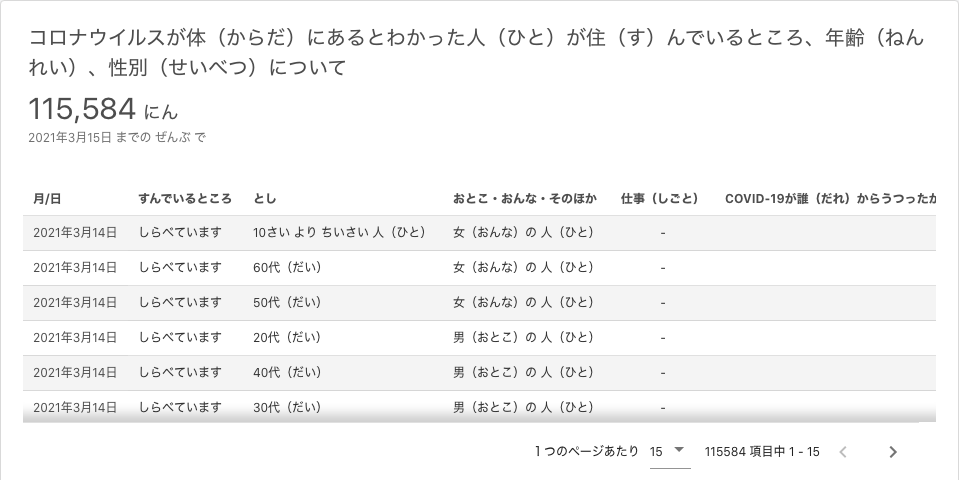 コロナウイルスが体（からだ）にあるとわかった人（ひと）が住（す）んでいるところ、年齢（ねん
れい）、性別（せいべつ）について
115,584 にん
2021年3月15日 までの ぜんぶ で
月/日 すんでいるところ とし おとこ・おんな・そのほか 仕事（しごと） COVID-19が誰（だれ）からうつったか
2021年3月14日 しらべています 10さい より ちいさい 人（ひと） 女（おんな）の 人（ひと） -
2021年3月14日 しらべています 60代（だい） 女（おんな）の 人（ひと） -
2021年3月14日 しらべています 50代（だい） 女（おんな）の 人（ひと） -
2021年3月14日 しらべています 20代（だい） 男（おとこ）の 人（ひと） -
2021年3月14日 しらべています 40代（だい） 男（おとこ）の 人（ひと） -
2021年3月14日 しらべています 30代（だい） 男（おとこ）の 人（ひと） -
1 つのページあたり 15 115584 項目中 1 - 15